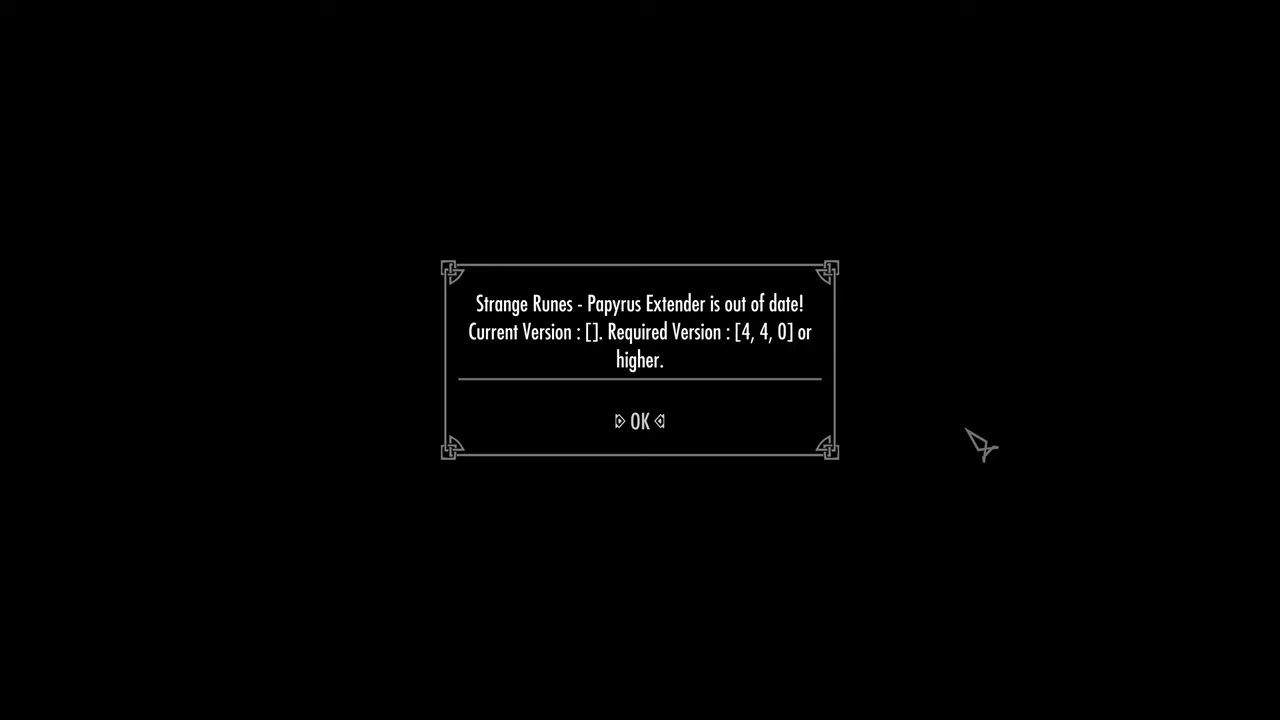 Strange Runes - Papyrus Extender is out of date!
Current Version : []. Required Version : [4, 4, 0] or
higher.
OK